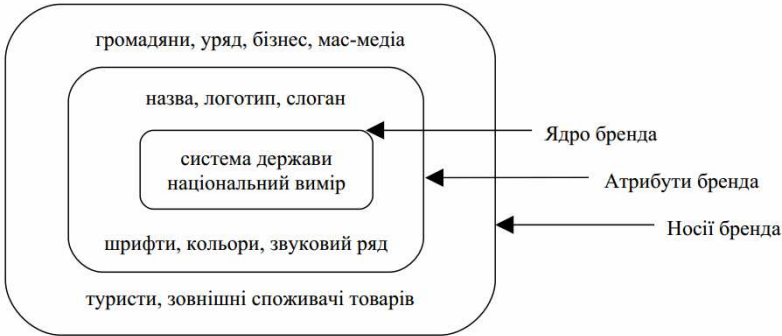 громадяни, уряд, бізнес, мас-медіа
назва, логотип, слоган
Ядро бренда
система держави
національний вимір
Атрибути бренда
Носії бренда
шрифти, кольори, звуковий ряд
туристи, зовнішні споживачі товарів